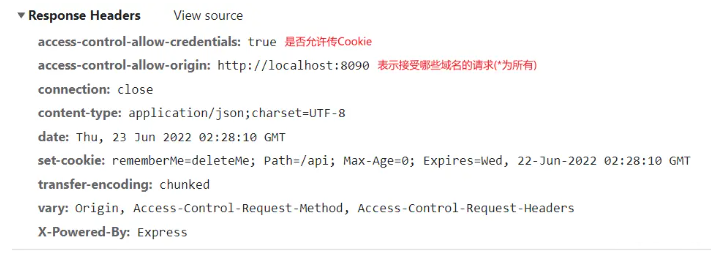 ▼ Response Headers View source
access-control-allow-credentials: true 是否允许传Cookie
access-control-allow-origin: http://localhost:8090 表示接受哪些域名的请求(*为所有)
connection: close
content-type: application/json;charset=UTF-8
date: Thu, 23 Jun 2022 02:28:10 GMT
set-cookie: rememberMe=deleteMe; Path=/api; Max-Age=0; Expires=Wed, 22-Jun-2022 02:28:10 GMT
transfer-encoding: chunked
vary: Origin, Access-Control-Request-Method, Access-Control-Request-Headers
X-Powered-By: Express